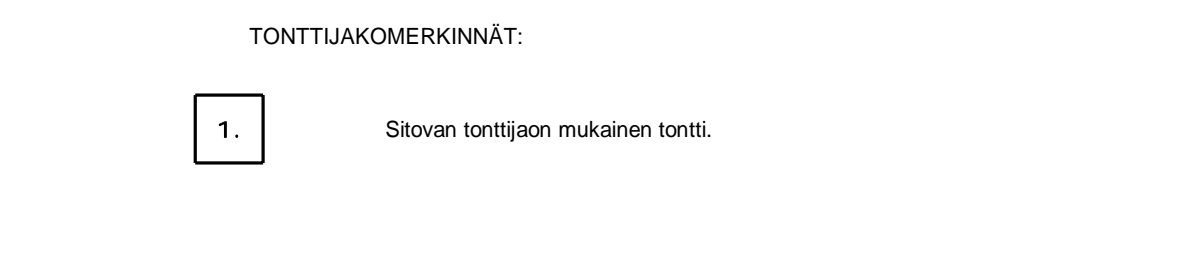 TONTTIJAKOMERKINNÄT:
1. Sitovan tonttijaon mukainen tontti.